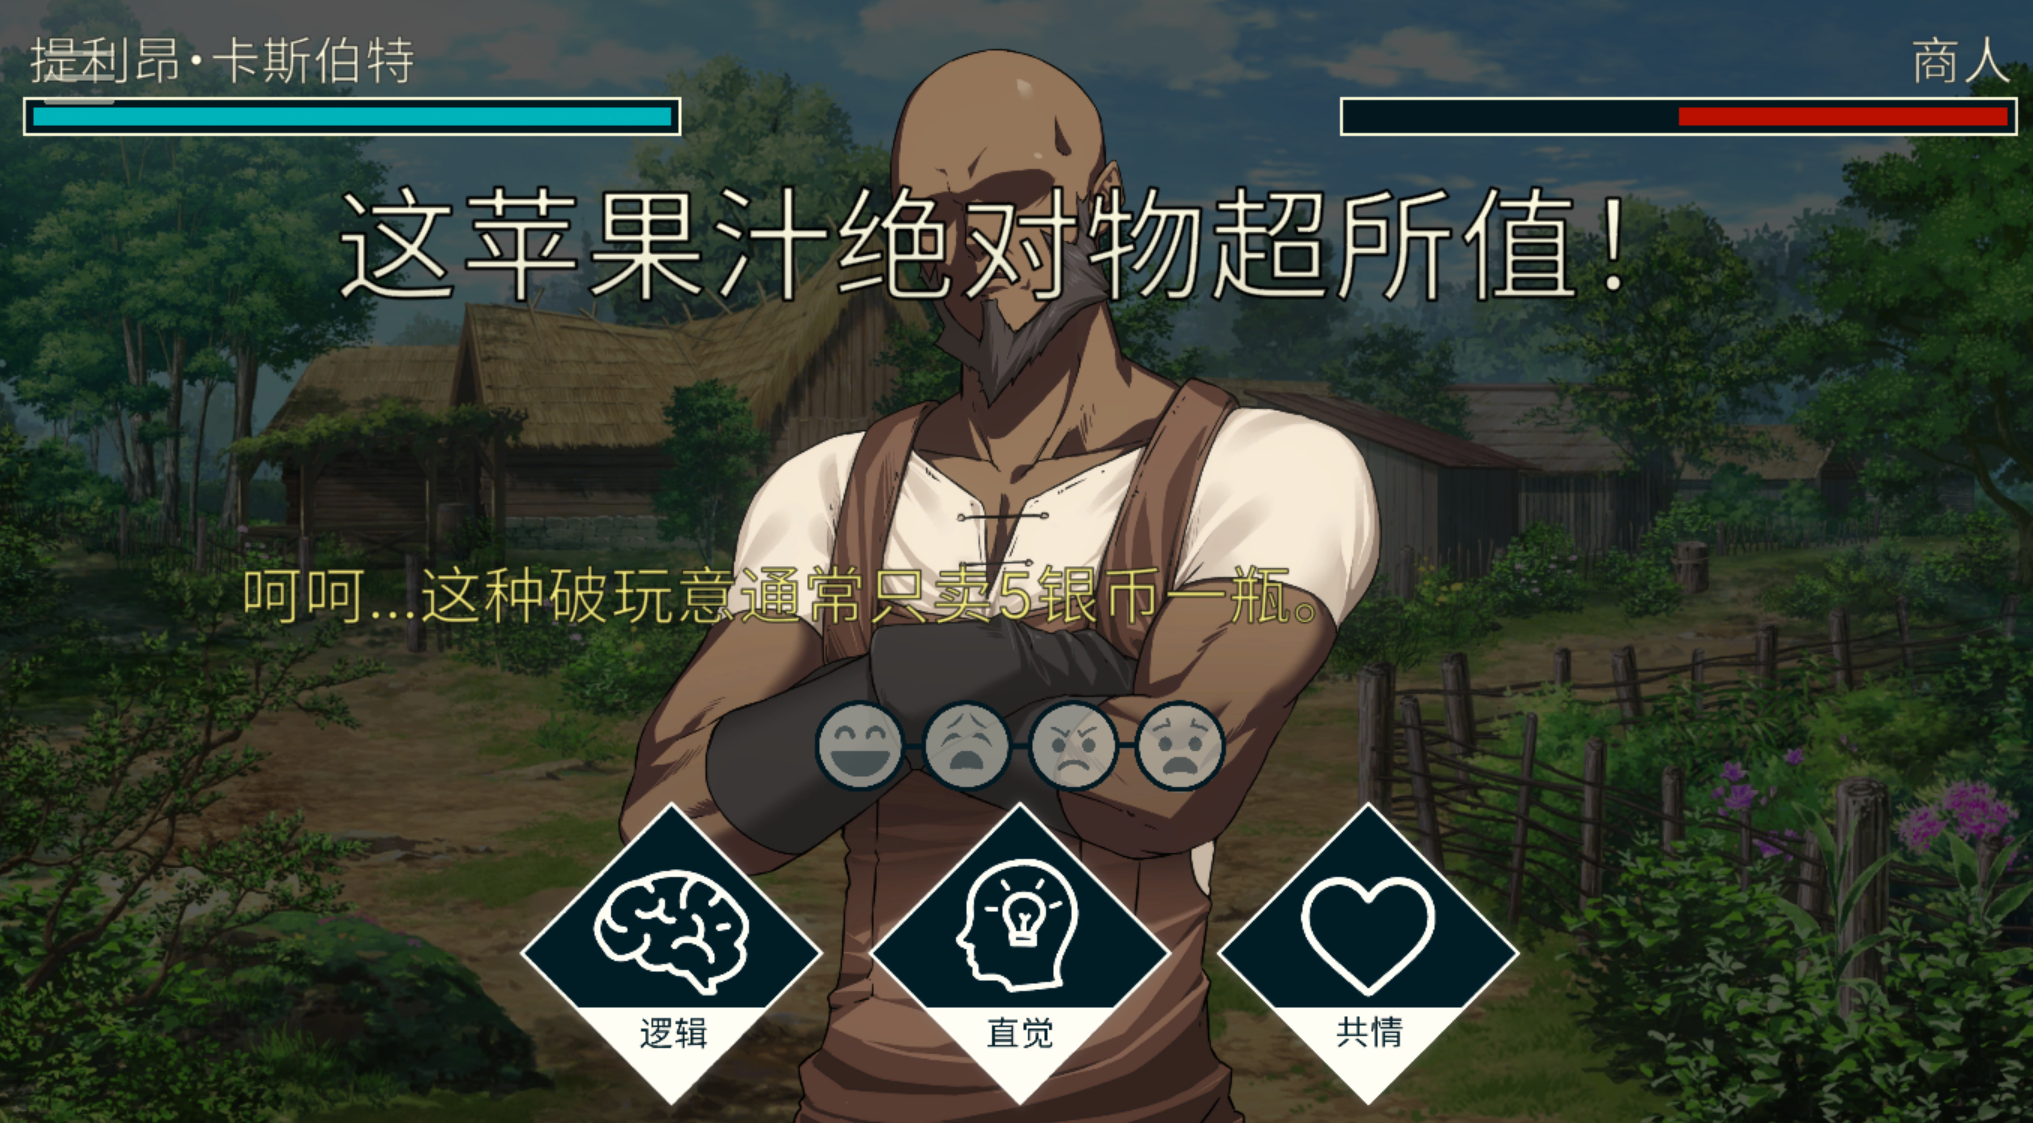 提利昂·卡斯伯特
商人
这苹果汁绝对物超所值！
呵呵...这种破玩意通常只卖5银币一瓶。
逻辑
直觉
共情